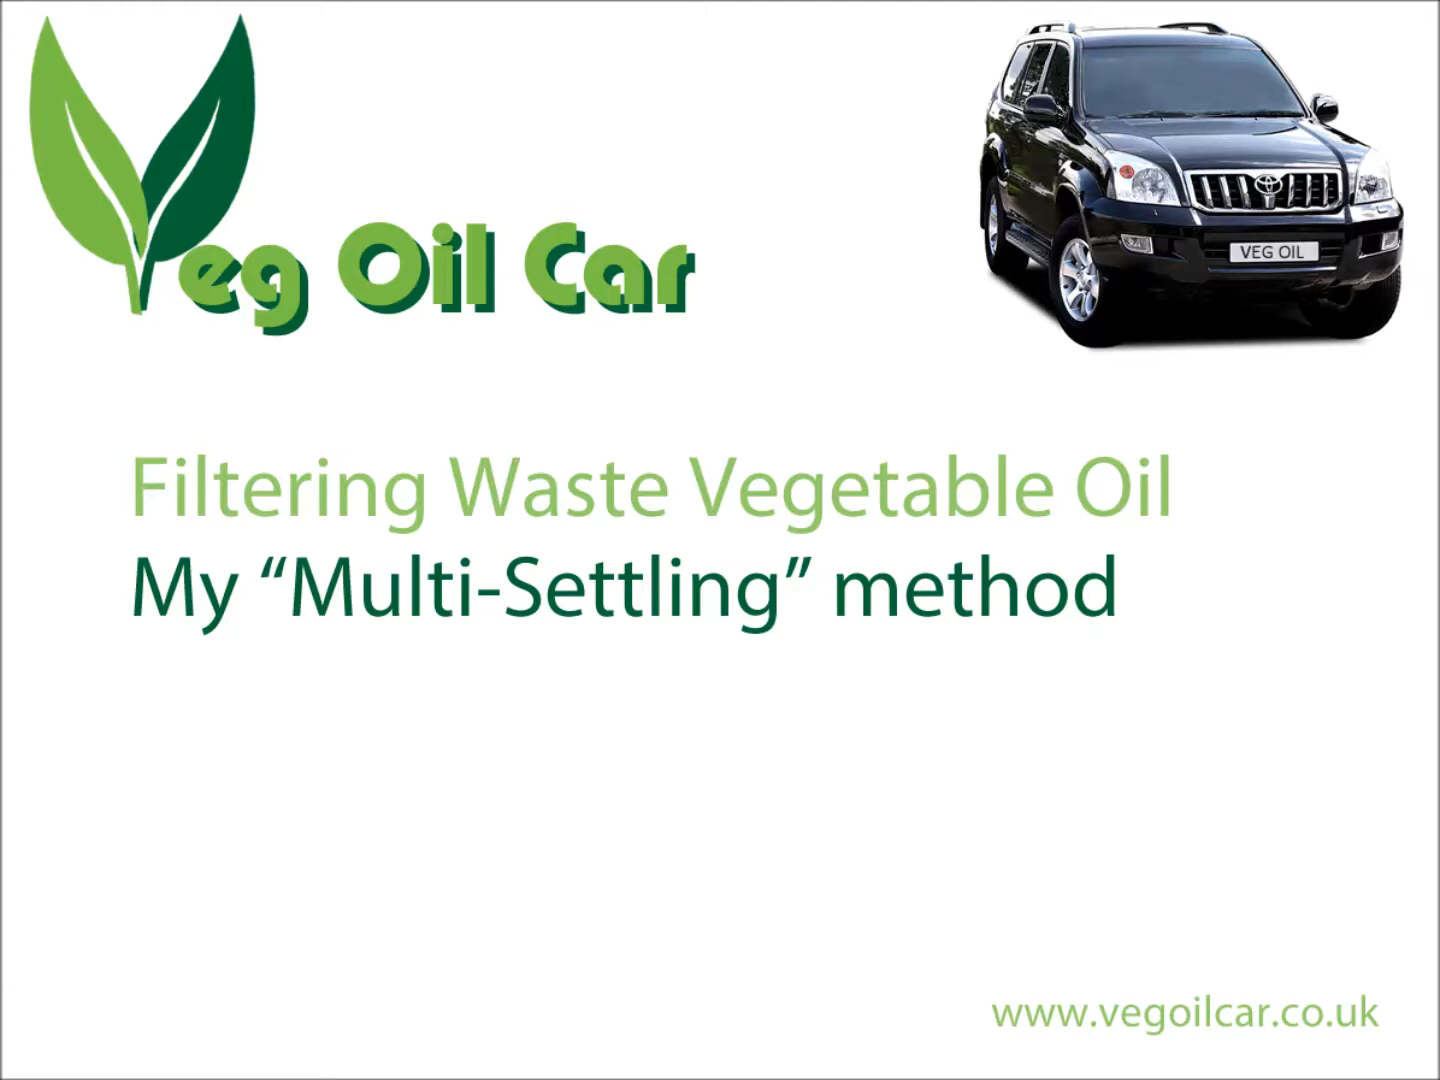 Veg Oil Car
VEG OIL
Filtering Waste Vegetable Oil
My “Multi-Settling” method
www.vegoilcar.co.uk